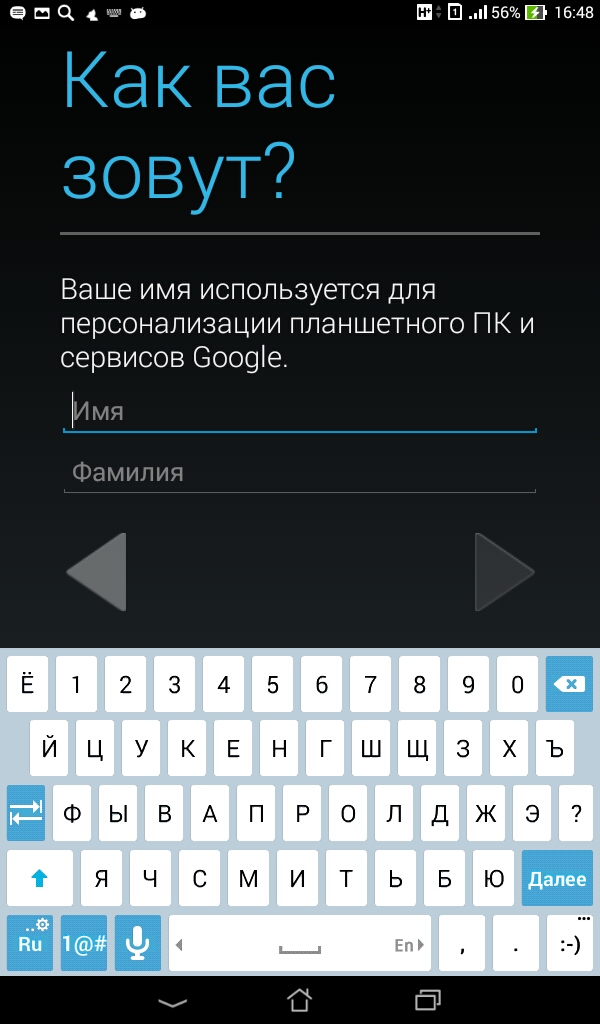 H+ 1 56% 16:48
Как вас
зовут?
Ваше имя используется для
персонализации планшетного ПК и
сервисов Google.
Имя
Фамилия
Ё 1 2 3 4 5 6 7 8 9 0
Й Ц У К Е Н Г Ш Щ З Х Ъ
Ф Ы В А П Р О Л Д Ж Э ?
Я Ч С М И Т Ь Б Ю Далее
Ru 1@# En , . :-)